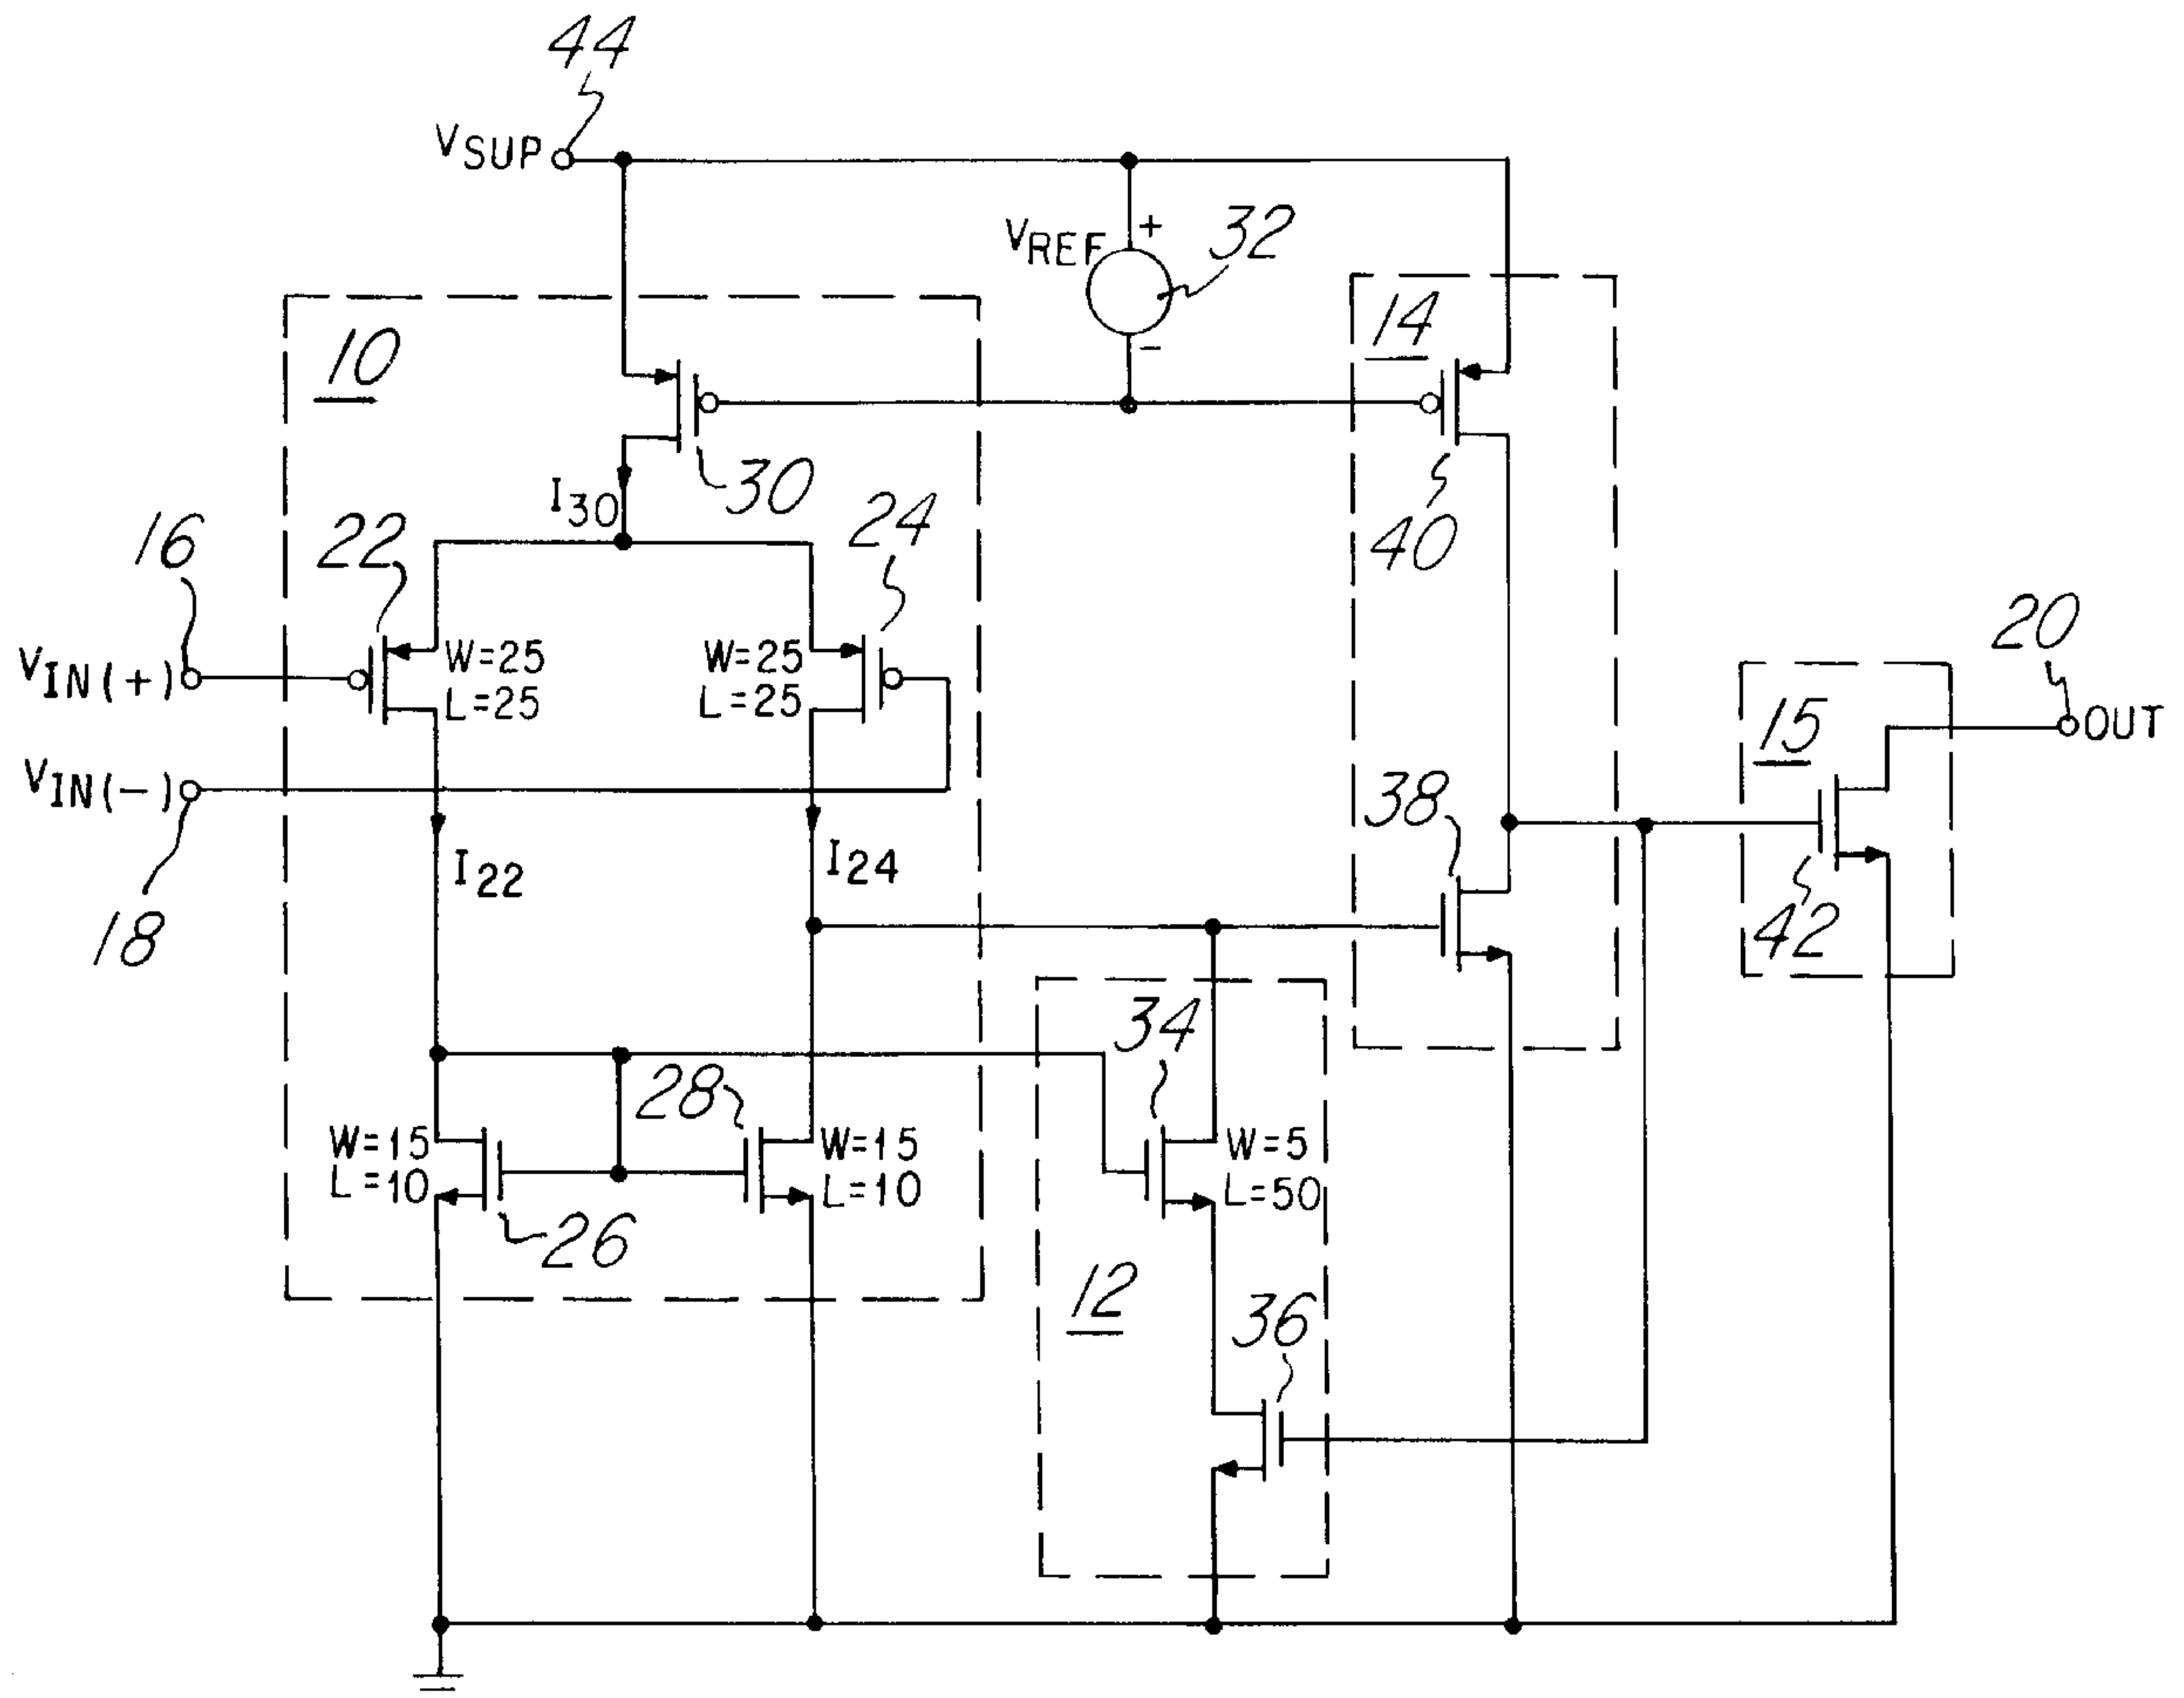 44
VSUP
VREF
+
32
-
10
14
30
I30
40
16
22
24
VIN(+)
W=25
L=25
W=25
L=25
20
OUT
15
VIN(-)
18
I22
I24
38
42
34
28
W=15
L=10
W=15
L=10
W=5
L=50
26
12
36